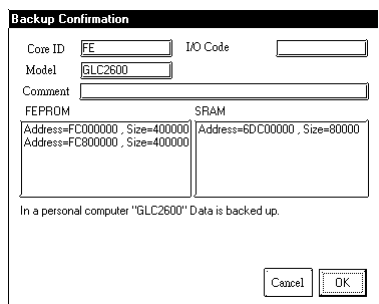 Backup Confirmation
Core ID FE I/O Code
Model GLC2600
Comment
FEPROM SRAM
Address=FC000000 , Size=400000 Address=6DC00000 , Size=80000
Address=FC800000 , Size=400000
In a personal computer "GLC2600" Data is backed up.
Cancel OK